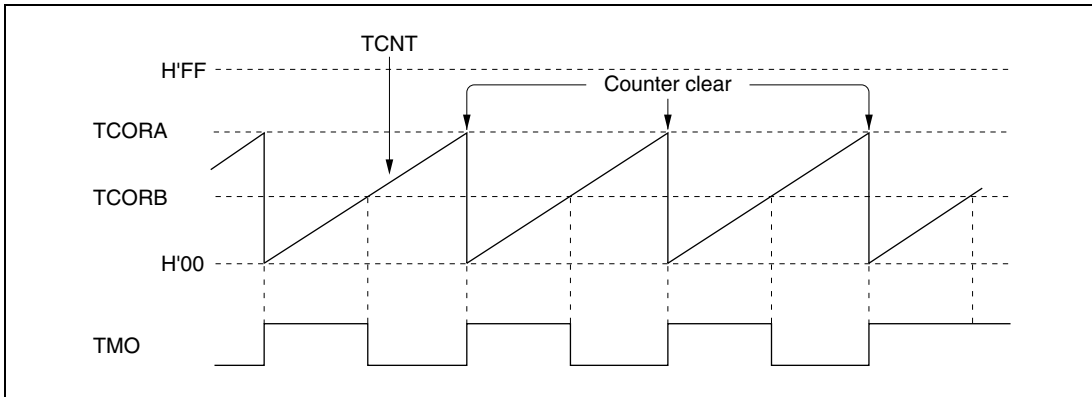 TCNT
H'FF
Counter clear
TCORA
TCORB
H'00
TMO